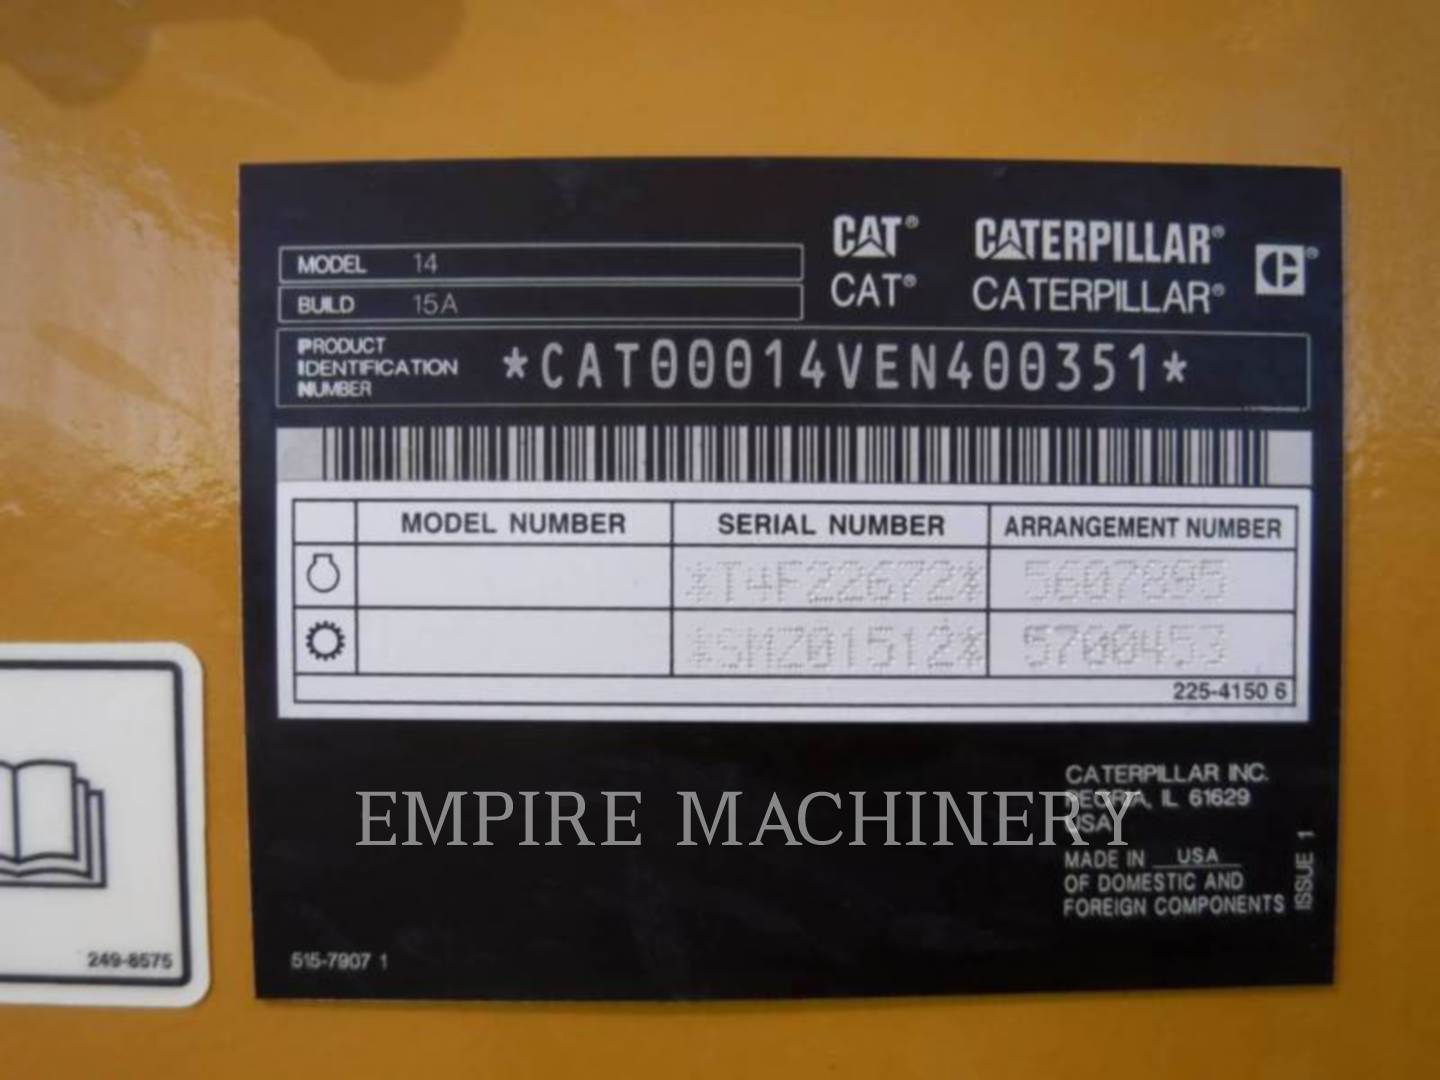 CAT® CATERPILLAR®
CAT® CATERPILLAR®
MODEL 14
BUILD 15A
PRODUCT
IDENTIFICATION
NUMBER
*CAT00014VEN400351*
MODEL NUMBER SERIAL NUMBER ARRANGEMENT NUMBER
*T4F22672* 5607895
*SMZ01512* 5700453
225-4150 6
CATERPILLAR INC.
PEORIA, IL 61629
USA
EMPIRE MACHINERY
MADE IN USA
OF DOMESTIC AND
FOREIGN COMPONENTS
ISSUE 1
515-7907 1
249-8575